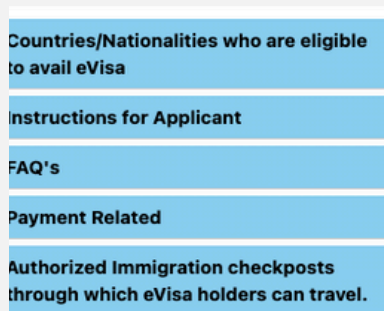 Countries/Nationalities who are eligible
to avail eVisa
Instructions for Applicant
FAQ's
Payment Related
Authorized Immigration checkposts
through which eVisa holders can travel.